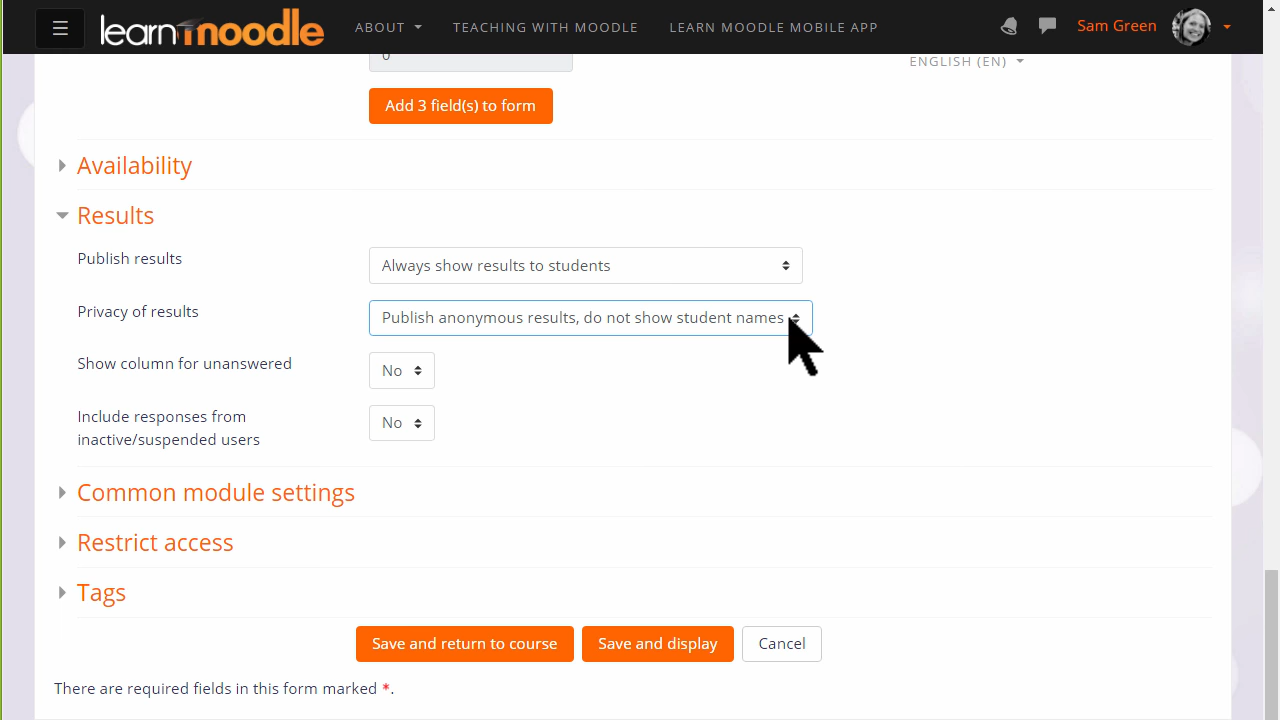 learn moodle
ABOUT
TEACHING WITH MOODLE
LEARN MOODLE MOBILE APP
Sam Green
0
ENGLISH (EN)
Add 3 field(s) to form
Availability
Results
Publish results
Always show results to students
Privacy of results
Publish anonymous results, do not show student names
Show column for unanswered
No
Include responses from
inactive/suspended users
No
Common module settings
Restrict access
Tags
Save and return to course
Save and display
Cancel
There are required fields in this form marked *.